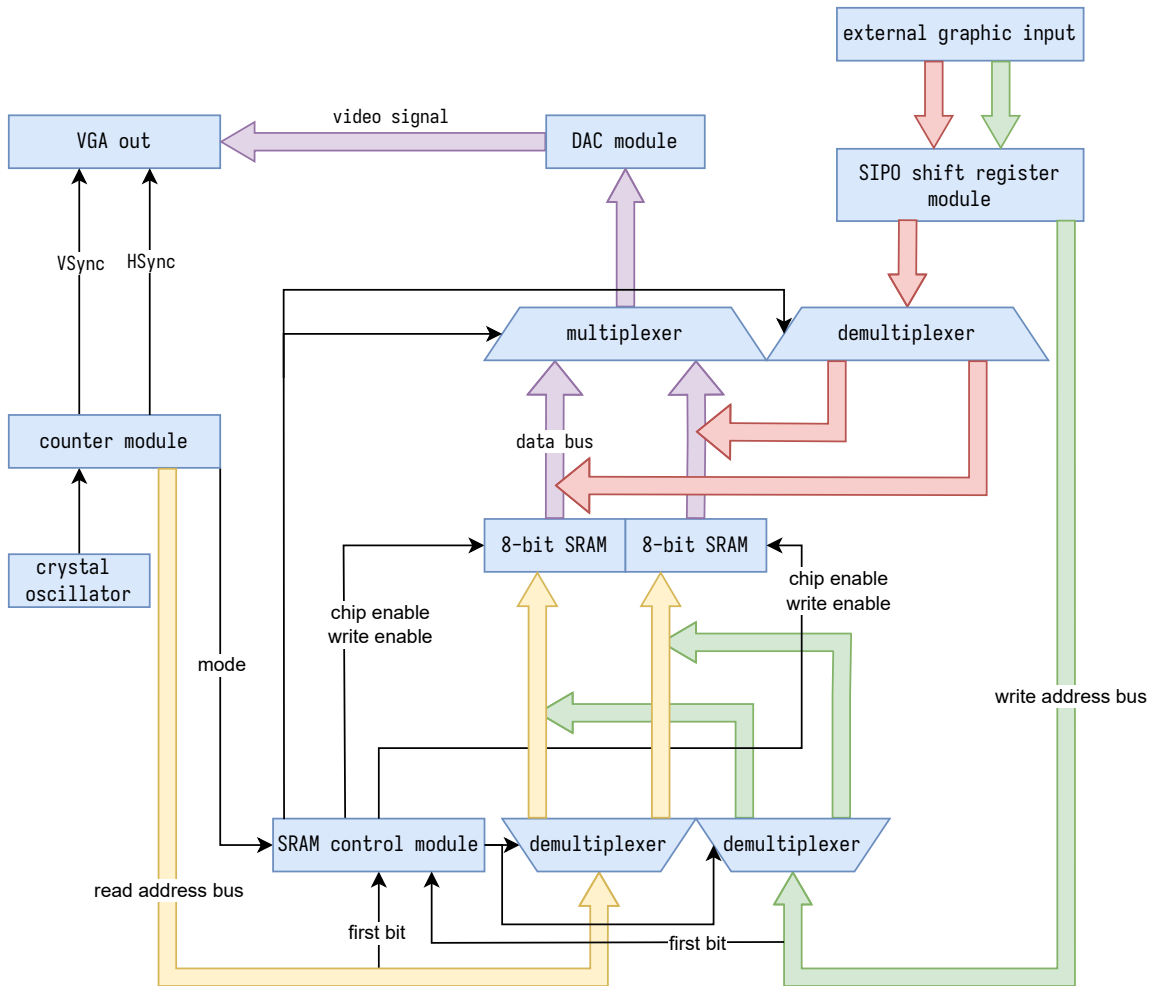 external graphic input
video signal
VGA out
DAC module
SIPO shift register
module
VSync
HSync
multiplexer
demultiplexer
counter module
data bus
8-bit SRAM
8-bit SRAM
crystal
oscillator
chip enable
write enable
chip enable
write enable
mode
write address bus
SRAM control module
demultiplexer
demultiplexer
read address bus
first bit
first bit